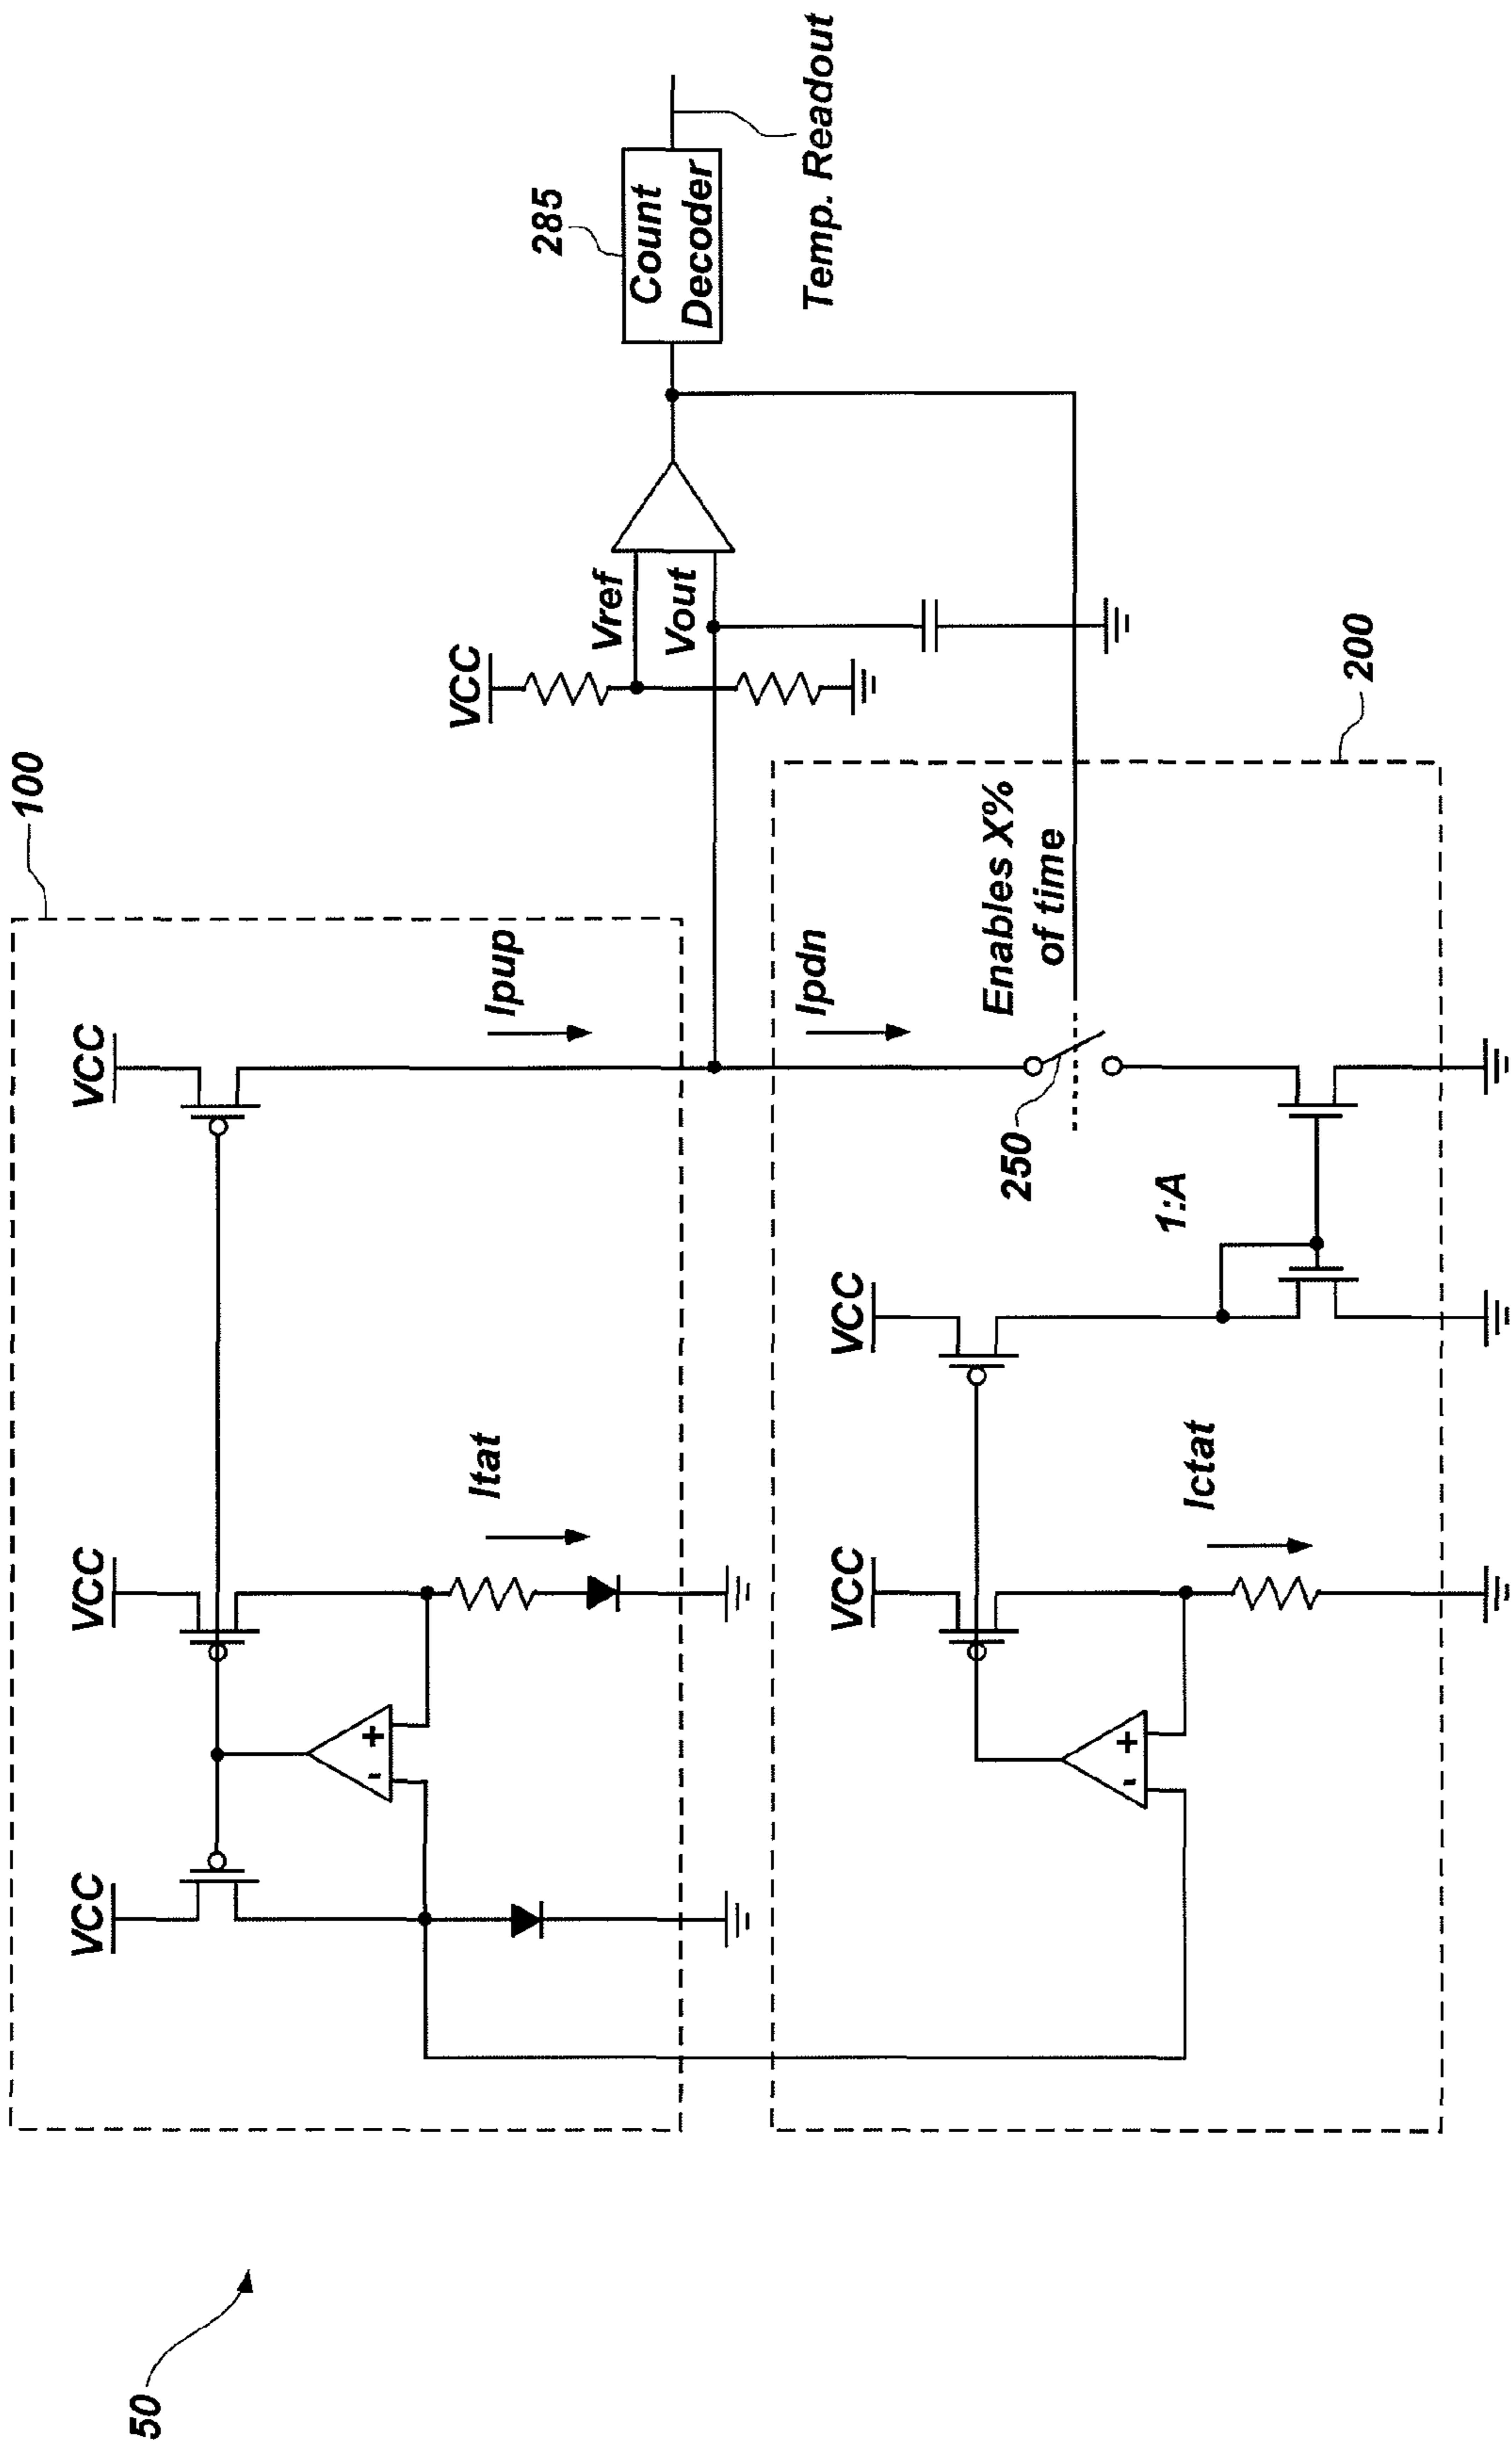 50
100
VCC
VCC
VCC
Itat
Ipup
- +
VCC
Vref
Vout
285
Count
Decoder
Temp. Readout
200
VCC
VCC
Ictat
- +
1:A
250
Ipdn
Enables X%
of time